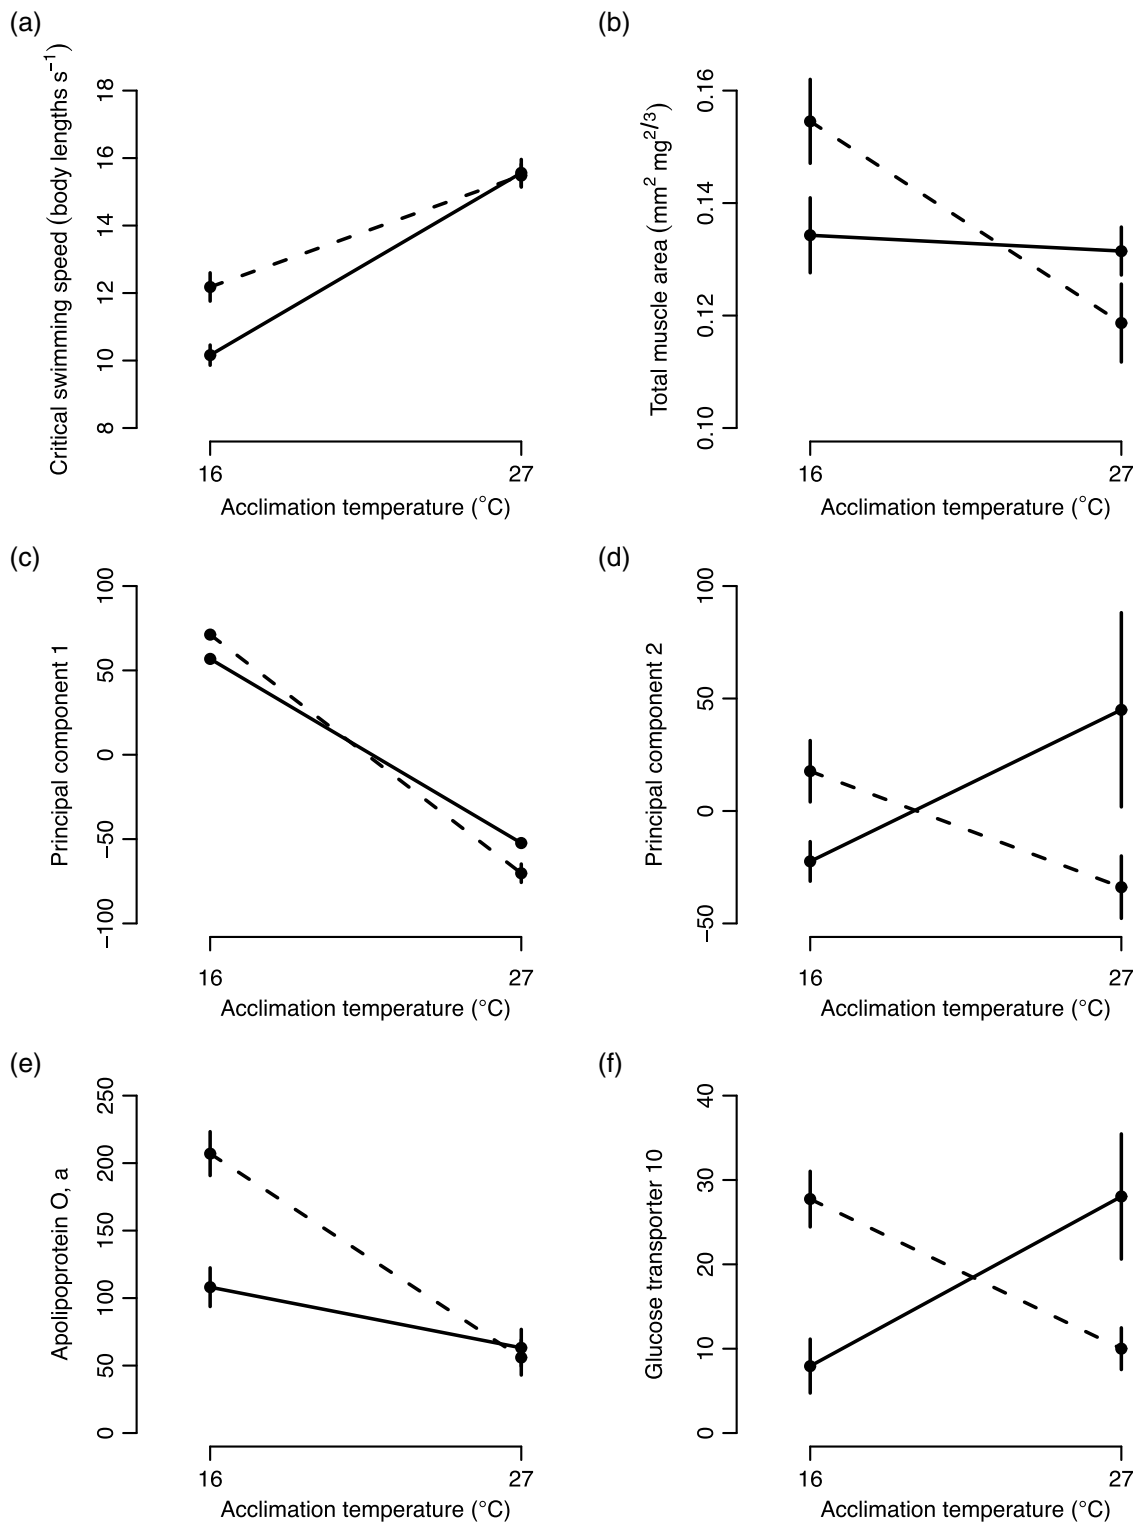 (a)
Critical swimming speed (body lengths s⁻¹)
18
16
14
12
10
8
16 27
Acclimation temperature (°C)
(b)
Total muscle area (mm² mg²/³)
0.16
0.14
0.12
0.10
16 27
Acclimation temperature (°C)
(c)
Principal component 1
100
50
0
−50
−100
16 27
Acclimation temperature (°C)
(d)
Principal component 2
100
50
0
−50
16 27
Acclimation temperature (°C)
(e)
Apolipoprotein O, a
250
200
150
100
50
0
16 27
Acclimation temperature (°C)
(f)
Glucose transporter 10
40
30
20
10
0
16 27
Acclimation temperature (°C)